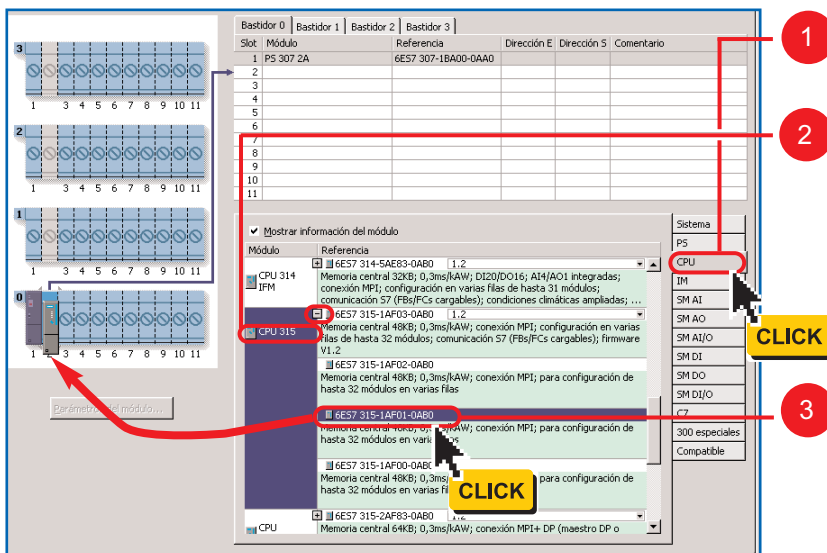 Bastidor 0 Bastidor 1 Bastidor 2 Bastidor 3
Slot Módulo Referencia Dirección E Dirección S Comentario
1 PS 307 2A 6ES7 307-1BA00-0AA0
2
3
4
5
6
7
8
9
10
11
3
1 3 4 5 6 7 8 9 10 11
2
1 3 4 5 6 7 8 9 10 11
1
1 3 4 5 6 7 8 9 10 11
0
1 2 3 4 5 6 7 8 9 10 11
Parámetros del módulo...
Mostrar información del módulo
Módulo Referencia
6ES7 314-5AE83-0AB0 1.2
CPU 314 IFM
Memoria central 32KB; 0,3ms/kAW; DI20/DO16; AI4/AO1 integradas;
conexión MPI; configuración en varias filas de hasta 31 módulos;
comunicación S7 (FBs/FCs cargables); condiciones climáticas ampliadas; ...
6ES7 315-1AF03-0AB0 1.2
CPU 315
Memoria central 48KB; 0,3ms/kAW; conexión MPI; configuración en varias
filas de hasta 32 módulos; comunicación S7 (FBs/FCs cargables); firmware
V1.2
6ES7 315-1AF02-0AB0
Memoria central 48KB; 0,3ms/kAW; conexión MPI; para configuración de
hasta 32 módulos en varias filas
6ES7 315-1AF01-0AB0
Memoria central 48KB; 0,3ms/kAW; conexión MPI; para configuración de
hasta 32 módulos en varias
6ES7 315-1AF00-0AB0
Memoria central 48KB; 0,3ms/kAW; para configuración de
hasta 32 módulos en varias
6ES7 315-2AF83-0AB0 1.2
CPU
Memoria central 64KB; 0,3ms/kAW; conexión MPI+ DP (maestro DP o
Sistema
PS
CPU
IM
SM AI
SM AO
SM AI/O
SM DI
SM DO
SM DI/O
C7
300 especiales
Compatible
1
2
3
CLICK
CLICK